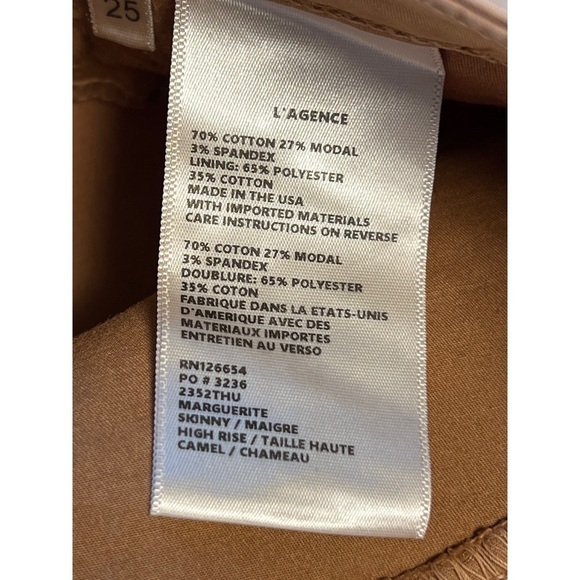 25
L'AGENCE
70% COTTON 27% MODAL
3% SPANDEX
LINING: 65% POLYESTER
35% COTTON
MADE IN THE USA
WITH IMPORTED MATERIALS
CARE INSTRUCTIONS ON REVERSE
70% COTON 27% MODAL
3% SPANDEX
DOUBLURE: 65% POLYESTER
35% COTON
FABRIQUE DANS LA ETATS-UNIS
D'AMERIQUE AVEC DES
MATERIAUX IMPORTES
ENTRETIEN AU VERSO
RN126654
PO # 3236
2352THU
MARGUERITE
SKINNY / MAIGRE
HIGH RISE / TAILLE HAUTE
CAMEL / CHAMEAU